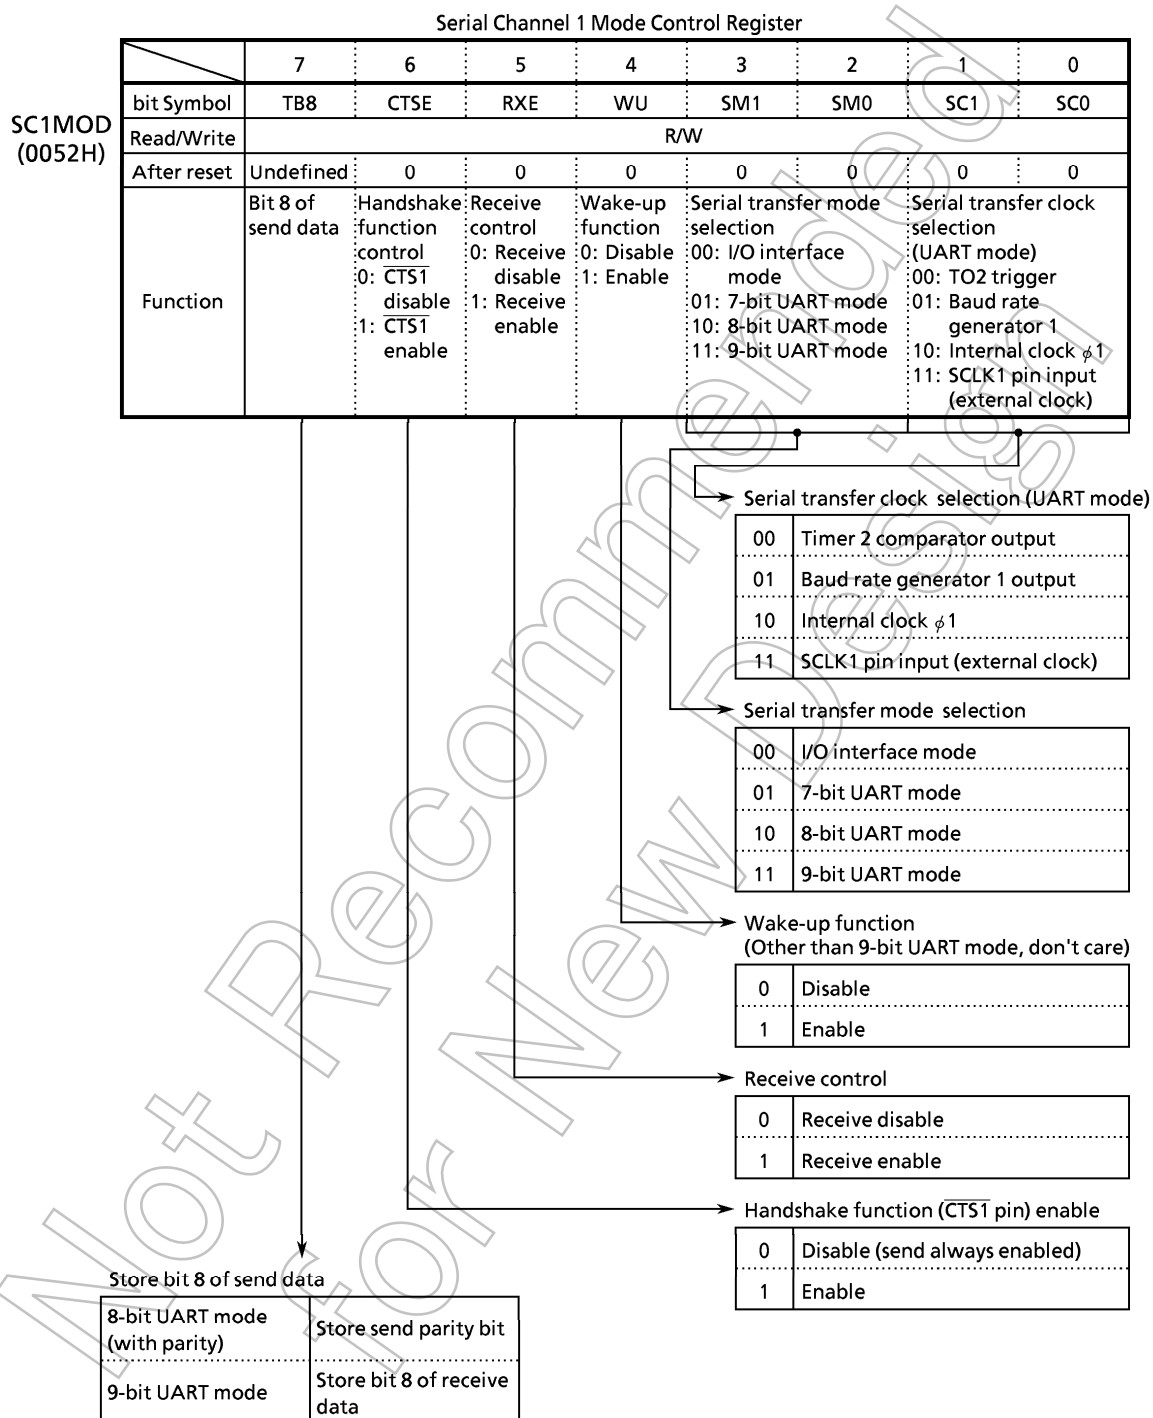 Serial Channel 1 Mode Control Register
7 6 5 4 3 2 1 0
SC1MOD
(0052H)
bit Symbol TB8 CTSE RXE WU SM1 SM0 SC1 SC0
Read/Write R/W
After reset Undefined 0 0 0 0 0 0 0
Function
Bit 8 of
send data
Handshake
function
control
0: CTS1
disable
1: CTS1
enable
Receive
control
0: Receive
disable
1: Receive
enable
Wake-up
function
0: Disable
1: Enable
Serial transfer mode
selection
00: I/O interface
mode
01: 7-bit UART mode
10: 8-bit UART mode
11: 9-bit UART mode
Serial transfer clock
selection
(UART mode)
00: TO2 trigger
01: Baud rate
generator 1
10: Internal clock ϕ1
11: SCLK1 pin input
(external clock)
Serial transfer clock selection (UART mode)
00 Timer 2 comparator output
01 Baud rate generator 1 output
10 Internal clock ϕ1
11 SCLK1 pin input (external clock)
Serial transfer mode selection
00 I/O interface mode
01 7-bit UART mode
10 8-bit UART mode
11 9-bit UART mode
Wake-up function
(Other than 9-bit UART mode, don't care)
0 Disable
1 Enable
Receive control
0 Receive disable
1 Receive enable
Handshake function (CTS1 pin) enable
0 Disable (send always enabled)
1 Enable
Store bit 8 of send data
8-bit UART mode
(with parity)
Store send parity bit
9-bit UART mode
Store bit 8 of receive
data
Not Recommended
for New Design